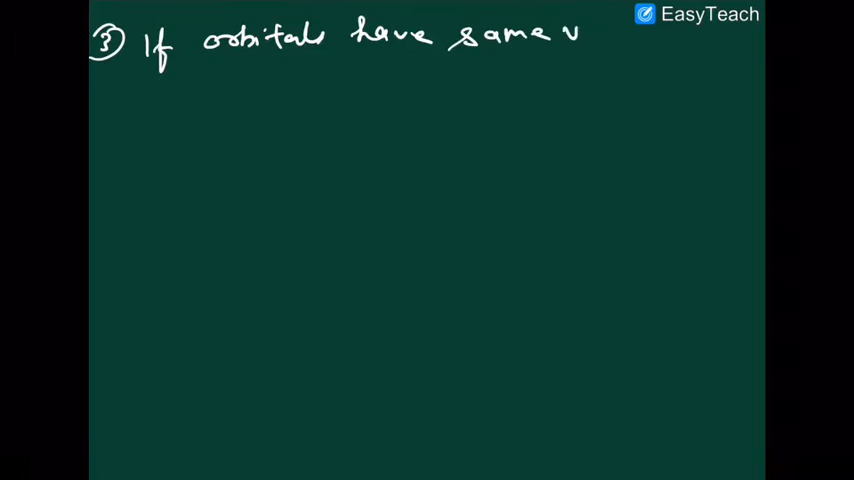 EasyTeach
③ If orbitals have same v